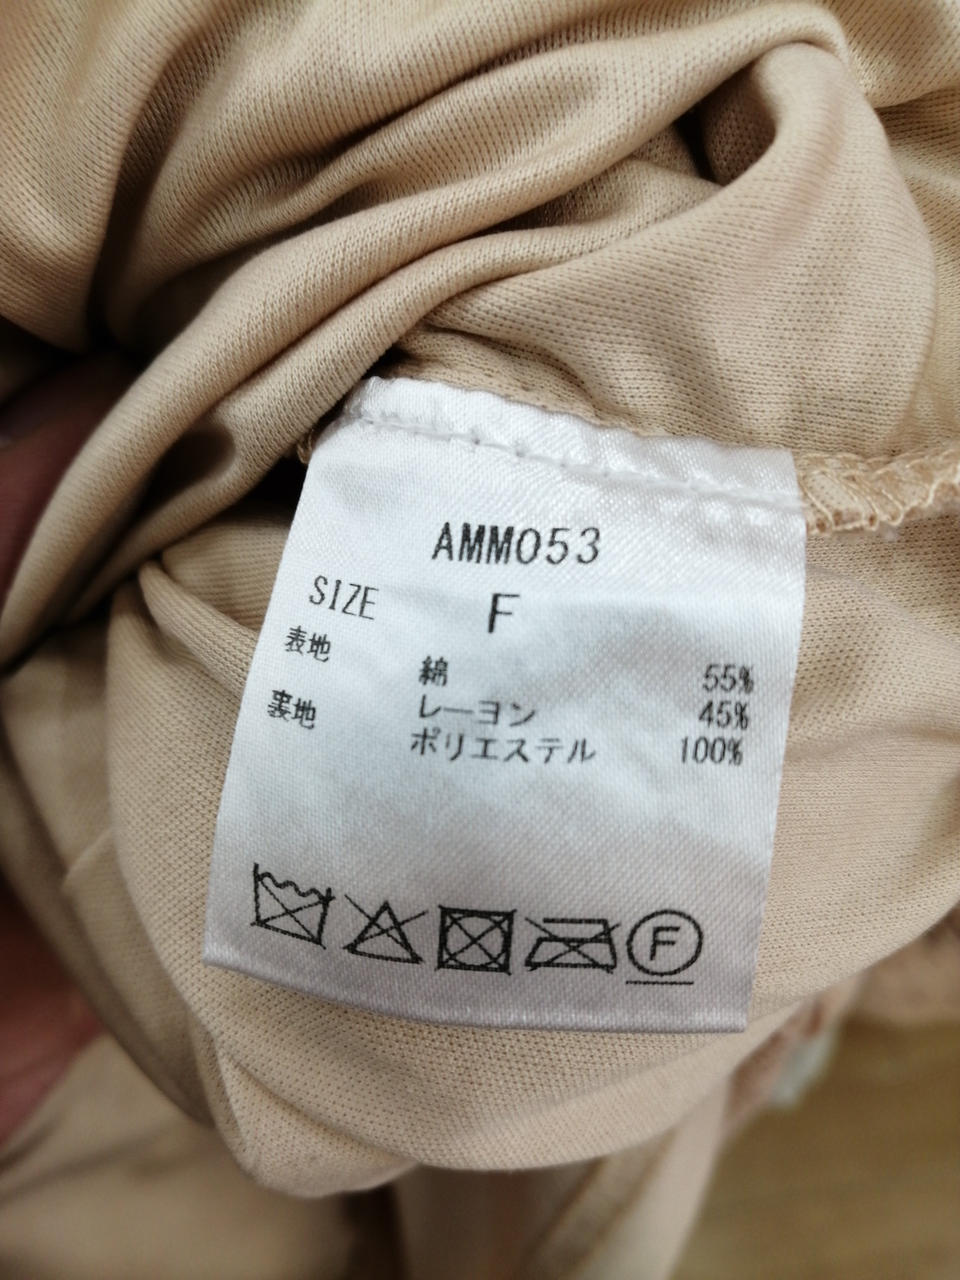 AMM053
SIZE F
表地 綿 55%
レーヨン 45%
裏地 ポリエステル 100%
F